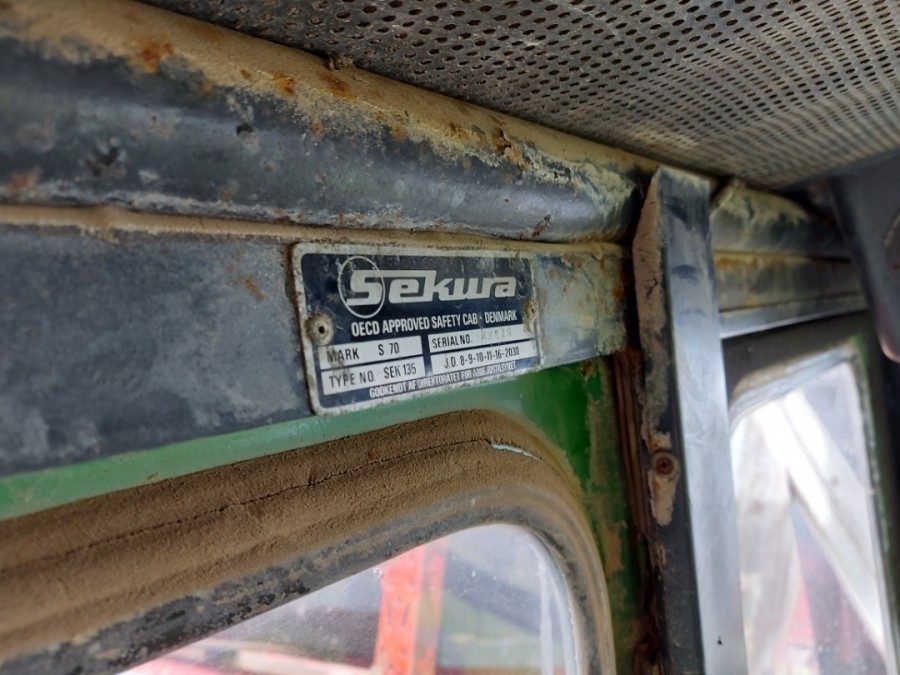 Sekura
OECD APPROVED SAFETY CAB · DENMARK
MARK S 70
SERIAL NO.
TYPE NO SEK 135
J.D. 8-9-10-11-16-2030
GODKENDT AF DIREKTORATET FOR ARBEJDSTILSYNET